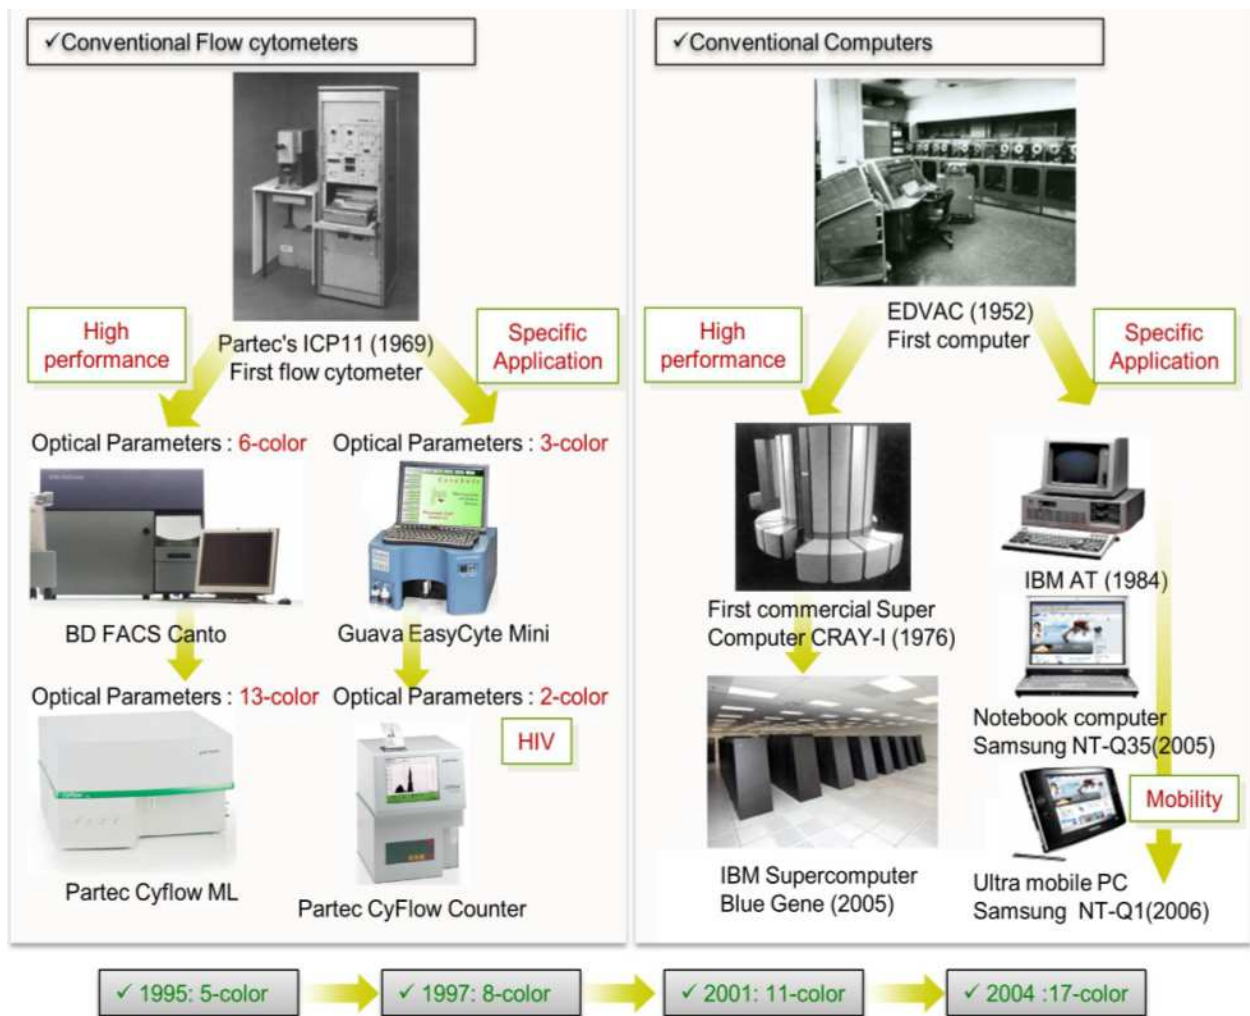 ✓Conventional Flow cytometers
Partec's ICP11 (1969)
First flow cytometer
High
performance
Specific
Application
Optical Parameters : 6-color
BD FACS Canto
Optical Parameters : 3-color
Guava EasyCyte Mini
Optical Parameters : 13-color
Partec Cyflow ML
Optical Parameters : 2-color
HIV
Partec CyFlow Counter
✓Conventional Computers
EDVAC (1952)
First computer
High
performance
Specific
Application
First commercial Super
Computer CRAY-I (1976)
IBM Supercomputer
Blue Gene (2005)
IBM AT (1984)
Notebook computer
Samsung NT-Q35(2005)
Mobility
Ultra mobile PC
Samsung NT-Q1(2006)
✓ 1995: 5-color
✓ 1997: 8-color
✓ 2001: 11-color
✓ 2004 :17-color